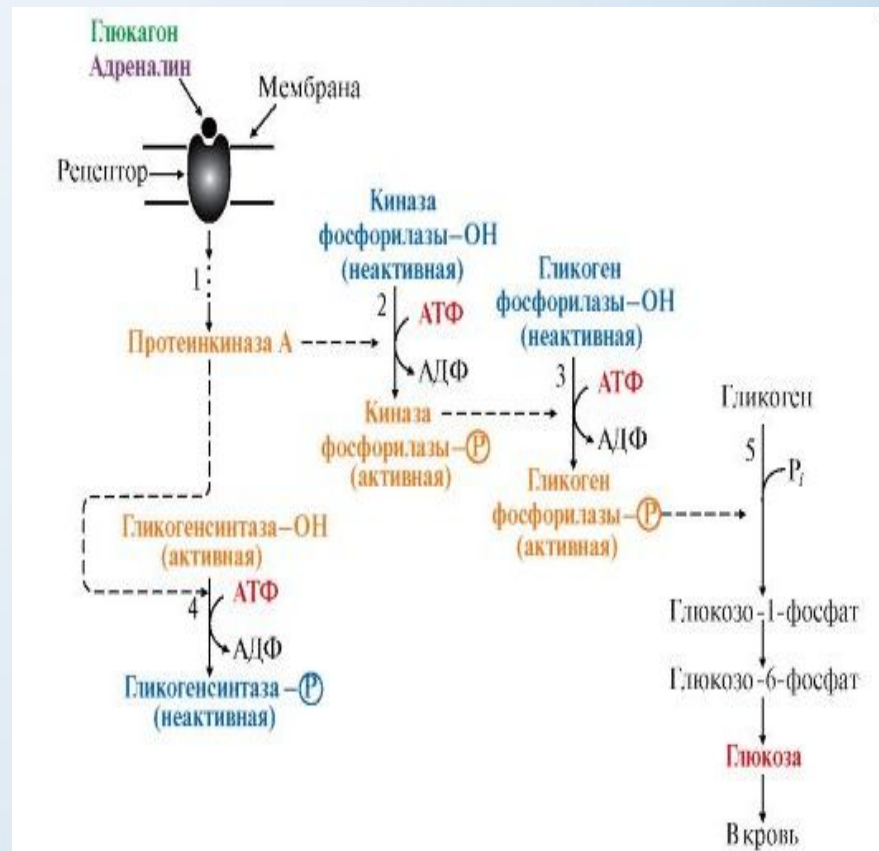 Глюкагон
Адреналин
Мембрана
Рецептор
1
Протеинкиназа А
Киназа
фосфорилазы–ОН
(неактивная)
2
АТФ
АДФ
Киназа
фосфорилазы–Р
(активная)
Гликоген
фосфорилазы–ОН
(неактивная)
3
АТФ
АДФ
Гликоген
фосфорилазы–Р
(активная)
Гликогенсинтаза–ОН
(активная)
4
АТФ
АДФ
Гликогенсинтаза–Р
(неактивная)
Гликоген
5
Pi
Глюкозо-1-фосфат
Глюкозо-6-фосфат
Глюкоза
В кровь